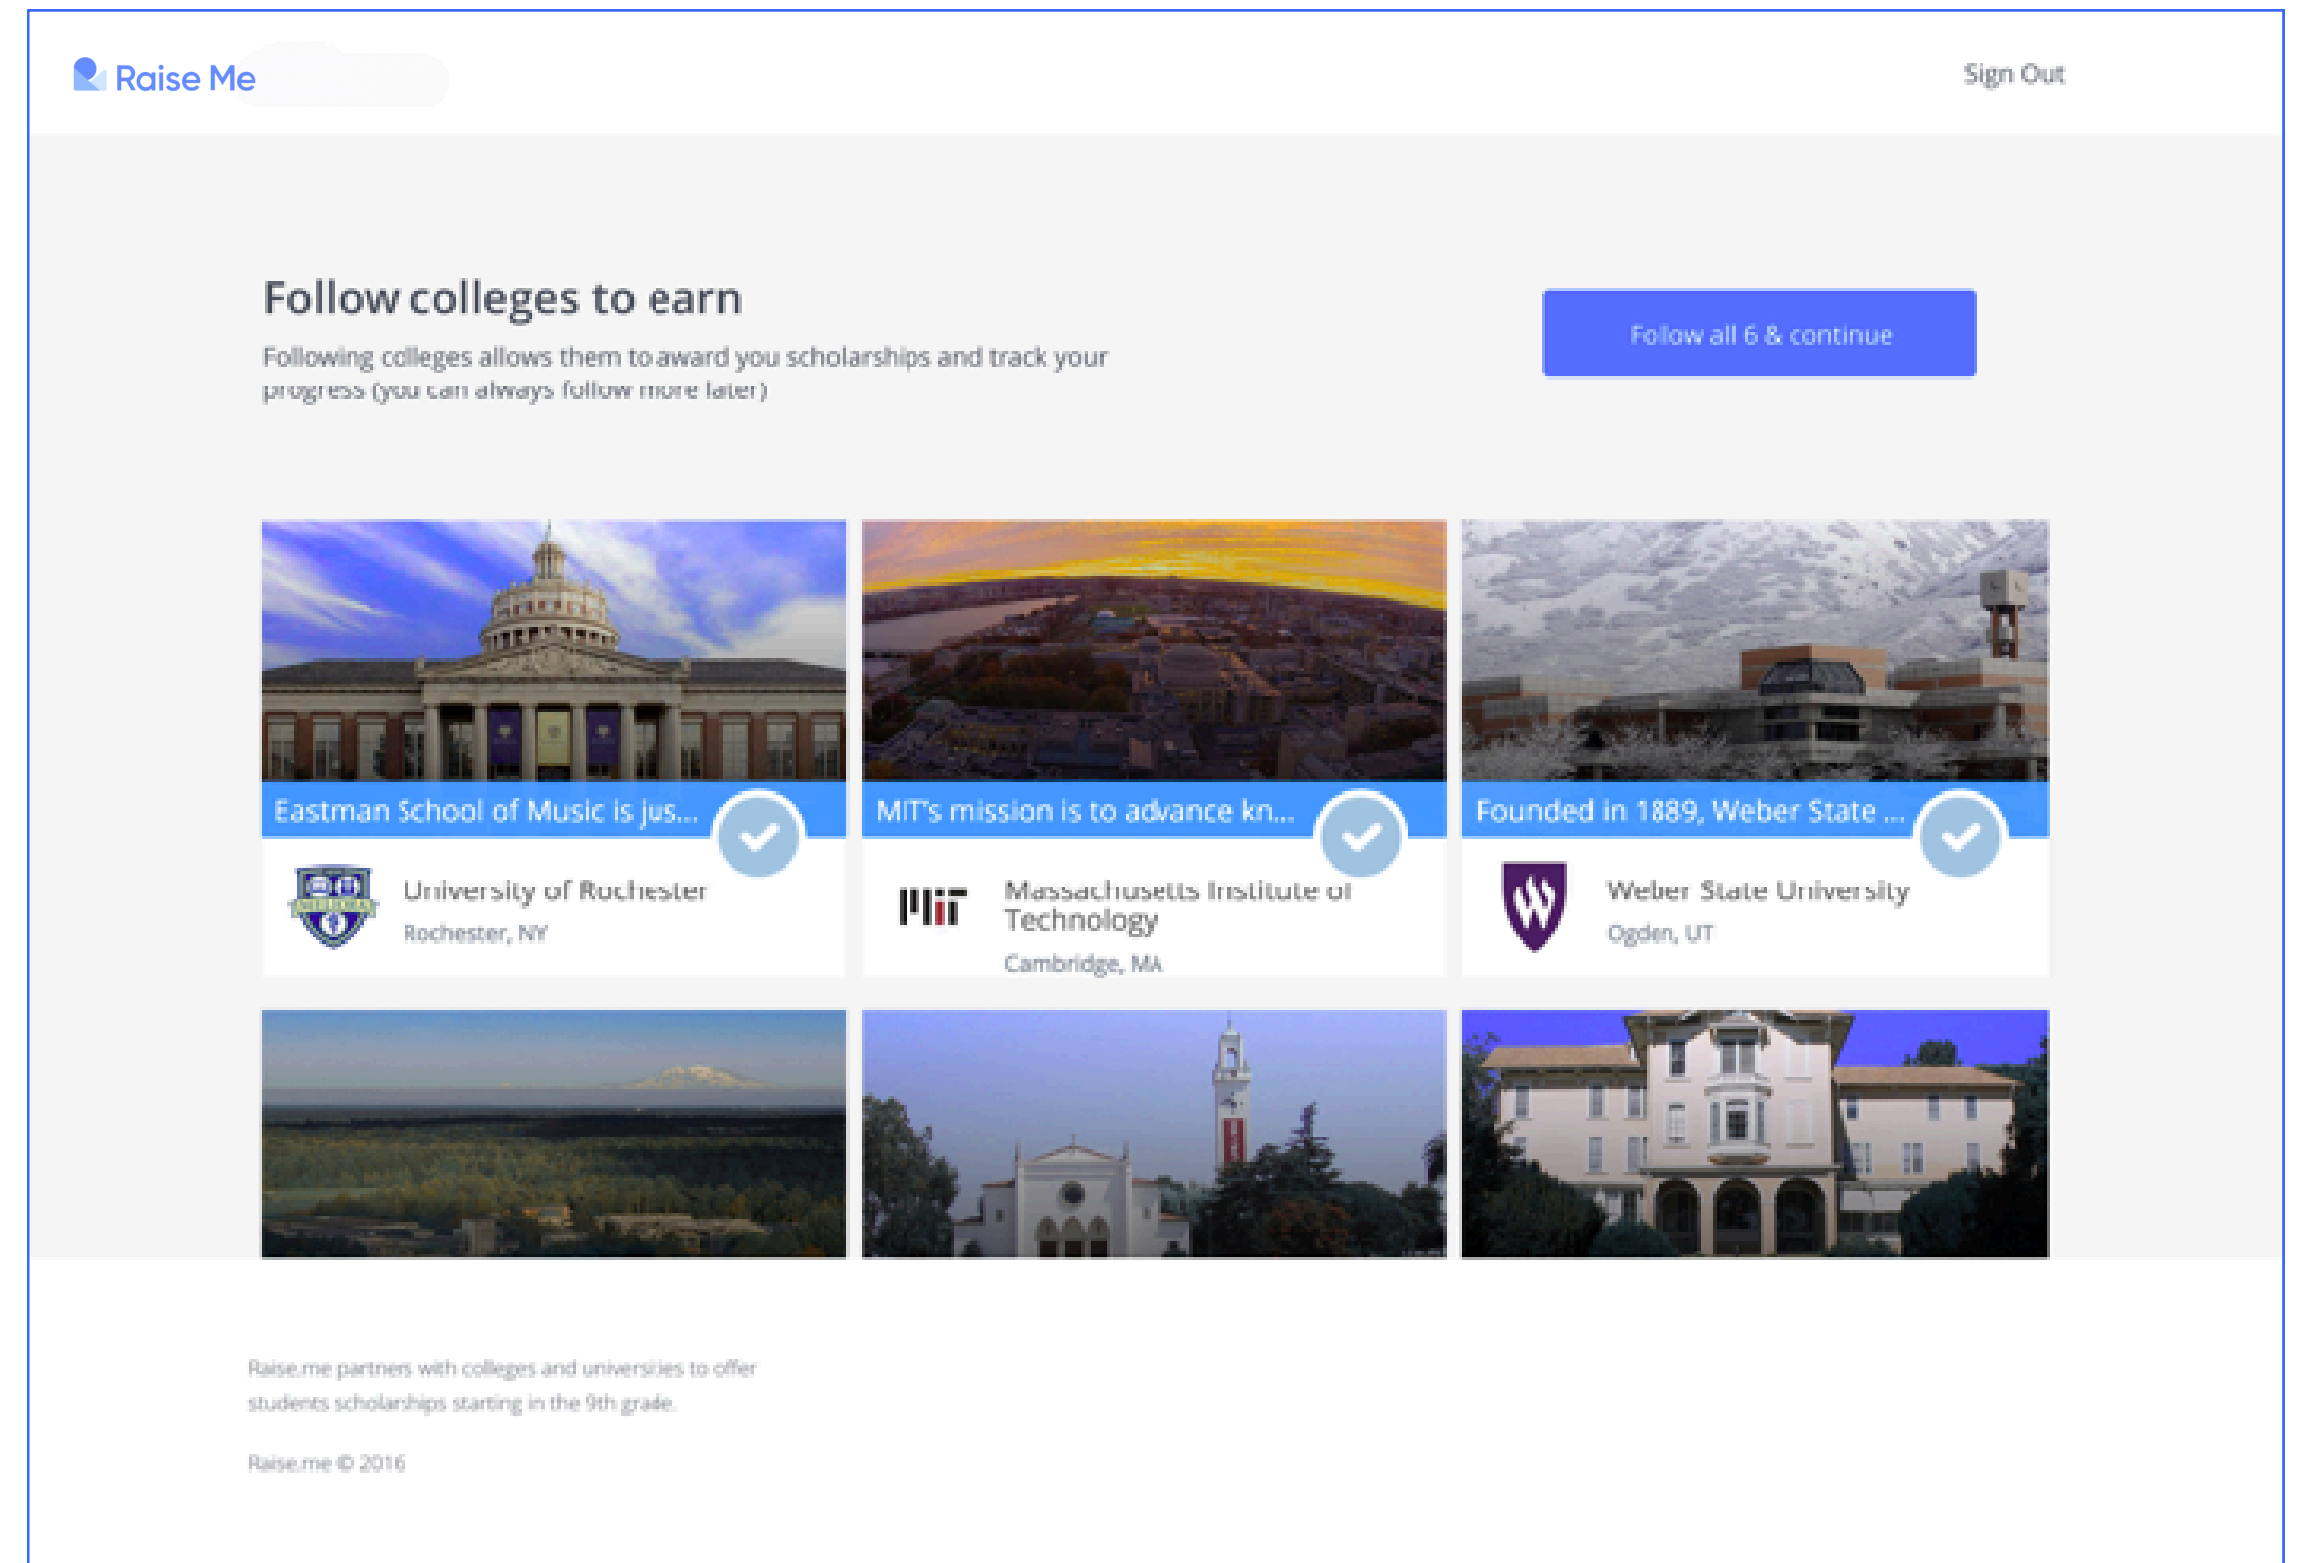 Raise Me
Sign Out
Follow colleges to earn
Following colleges allows them to award you scholarships and track your
progress (you can always follow more later)
Follow all 6 & continue
Eastman School of Music is jus...
MIT's mission is to advance kn...
Founded in 1889, Weber State ...
University of Rochester
Rochester, NY
MIT
Massachusetts Institute of
Technology
Cambridge, MA
Weber State University
Ogden, UT
Raise.me partners with colleges and universities to offer
students scholarships starting in the 9th grade.
Raise.me © 2016